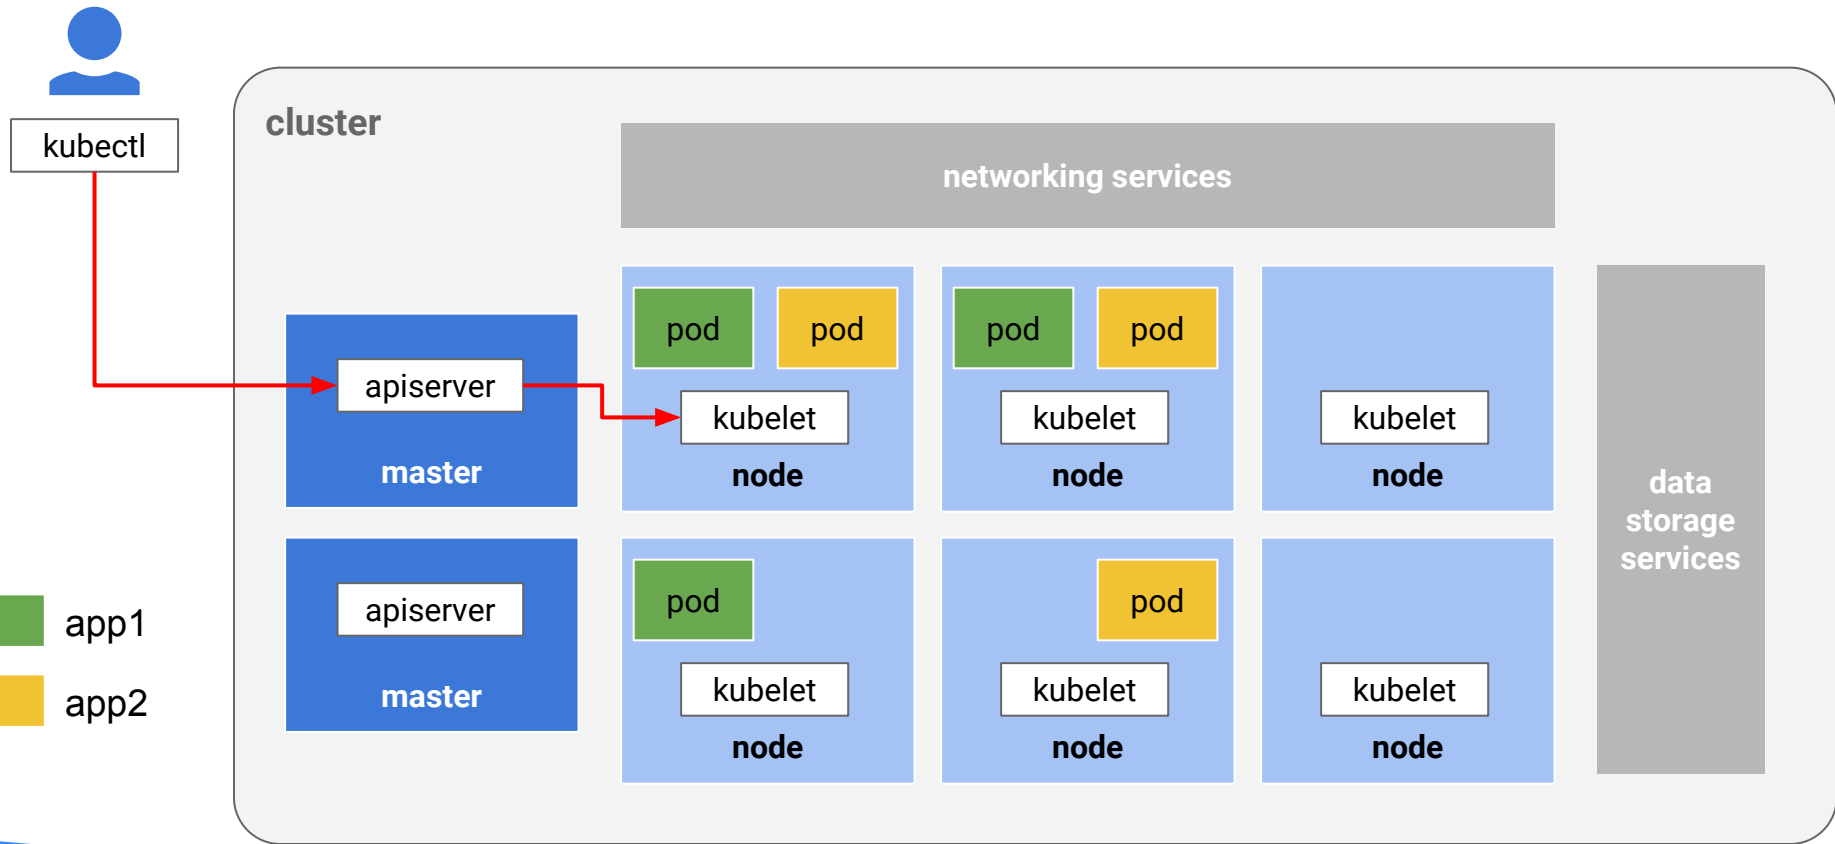 kubectl
cluster
networking services
apiserver
master
pod
pod
kubelet
node
pod
pod
kubelet
node
kubelet
node
apiserver
master
pod
kubelet
node
pod
kubelet
node
kubelet
node
data
storage
services
app1
app2